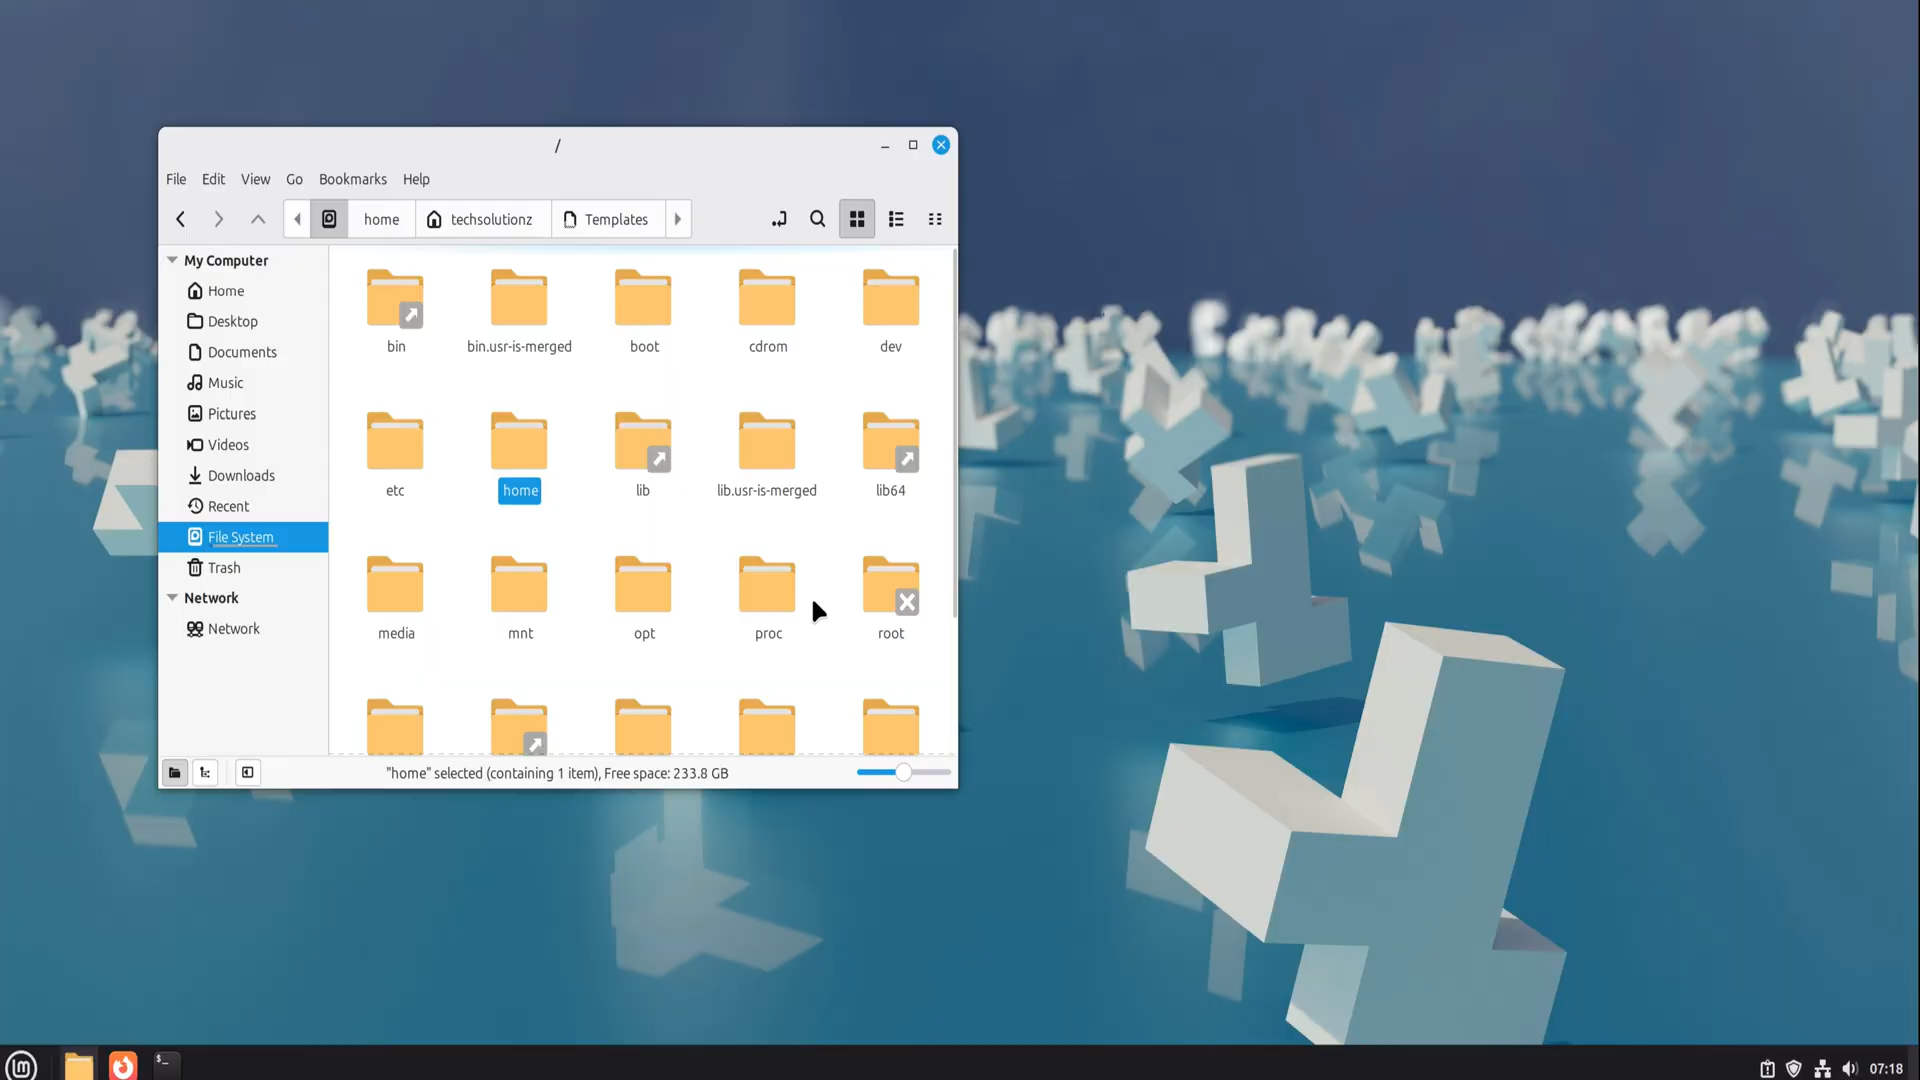 /
File Edit View Go Bookmarks Help
home techsolutionz Templates
My Computer
Home
Desktop
Documents
Music
Pictures
Videos
Downloads
Recent
File System
Trash
Network
Network
bin bin.usr-is-merged boot cdrom dev
etc home lib lib.usr-is-merged lib64
media mnt opt proc root
"home" selected (containing 1 item), Free space: 233.8 GB
$_
07:18